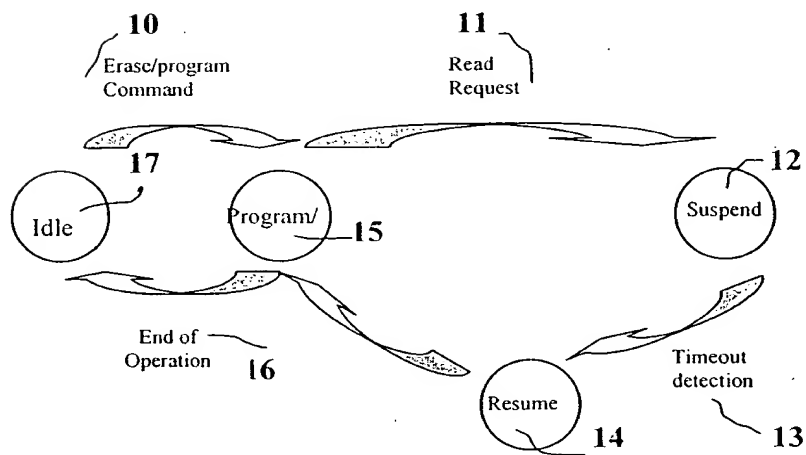 10
Erase/program
Command
11
Read
Request
17
Idle
Program/
15
12
Suspend
End of
Operation
16
Resume
14
Timeout
detection
13